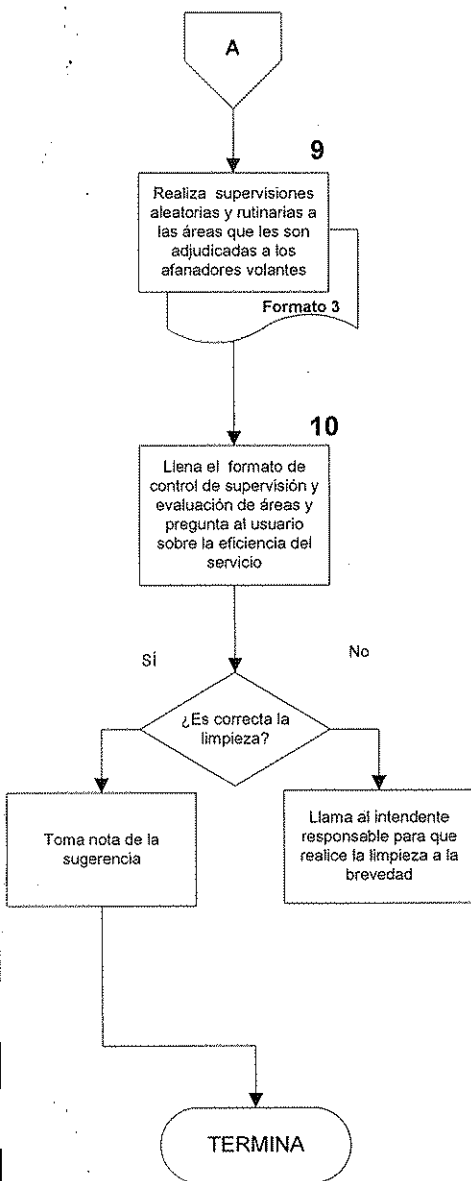 A
9
Realiza supervisiones
aleatorias y rutinarias a
las áreas que les son
adjudicadas a los
afanadores volantes
Formato 3
10
Llena el formato de
control de supervisión y
evaluación de áreas y
pregunta al usuario
sobre la eficiencia del
servicio
SÍ
No
¿Es correcta la
limpieza?
Toma nota de la
sugerencia
Llama al intendente
responsable para que
realice la limpieza a la
brevedad
TERMINA